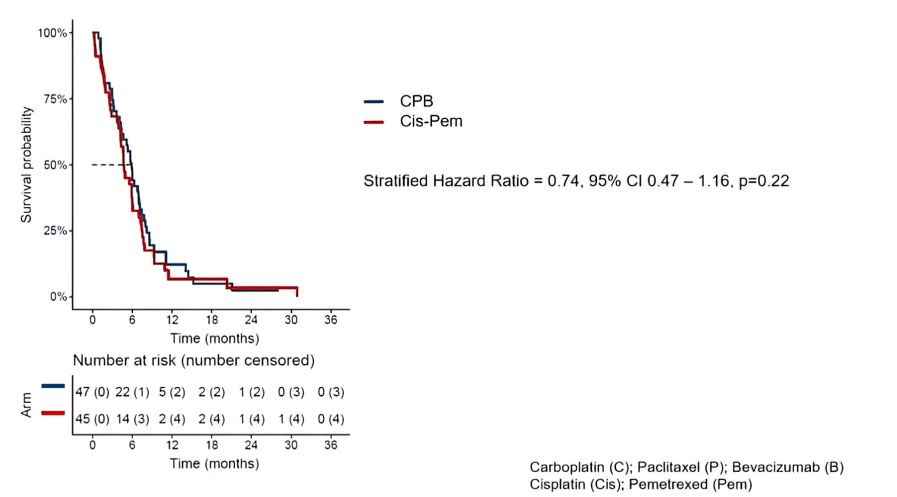 100%
75%
50%
25%
0%
Survival probability
0 6 12 18 24 30 36
Time (months)
CPB
Cis-Pem
Stratified Hazard Ratio = 0.74, 95% CI 0.47 – 1.16, p=0.22
Number at risk (number censored)
Arm
47 (0) 22 (1) 5 (2) 2 (2) 1 (2) 0 (3) 0 (3)
45 (0) 14 (3) 2 (4) 2 (4) 1 (4) 1 (4) 0 (4)
0 6 12 18 24 30 36
Time (months)
Carboplatin (C); Paclitaxel (P); Bevacizumab (B)
Cisplatin (Cis); Pemetrexed (Pem)